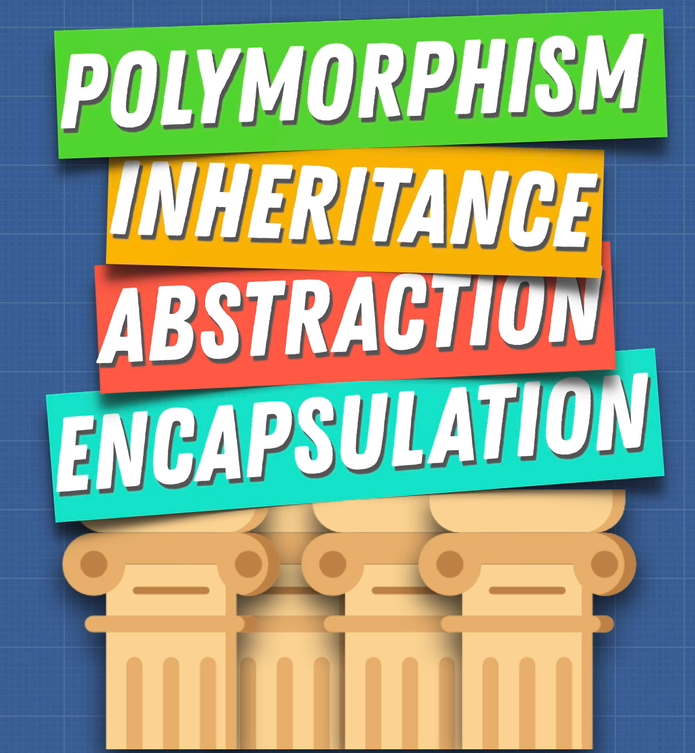 POLYMORPHISM
INHERITANCE
ABSTRACTION
ENCAPSULATION